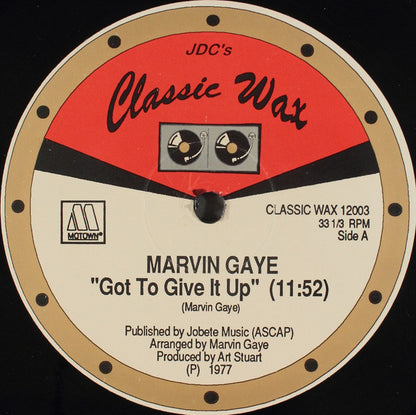 JDC's
Classic Wax
MOTOWN
CLASSIC WAX 12003
33 1/3 RPM
Side A
MARVIN GAYE
"Got To Give It Up" (11:52)
(Marvin Gaye)
Published by Jobete Music (ASCAP)
Arranged by Marvin Gaye
Produced by Art Stuart
(P) 1977